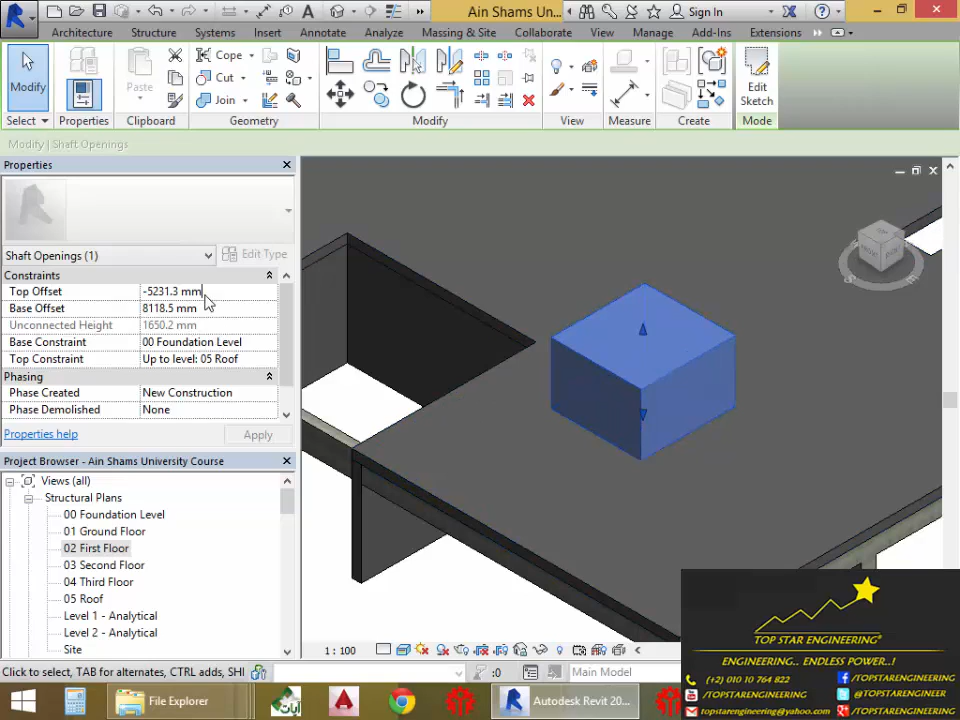 Ain Shams Un...
Sign In
Architecture Structure Systems Insert Annotate Analyze Massing & Site Collaborate View Manage Add-Ins Extensions
Modify
Paste
Cope
Cut
Join
Edit
Sketch
Select Properties Clipboard Geometry Modify View Measure Create Mode
Modify | Shaft Openings
Properties
Shaft Openings (1)
Edit Type
Constraints
Top Offset -5231.3 mm
Base Offset 8118.5 mm
Unconnected Height 1650.2 mm
Base Constraint 00 Foundation Level
Top Constraint Up to level: 05 Roof
Phasing
Phase Created New Construction
Phase Demolished None
Properties help
Apply
Project Browser - Ain Shams University Course
Views (all)
Structural Plans
00 Foundation Level
01 Ground Floor
02 First Floor
03 Second Floor
04 Third Floor
05 Roof
Level 1 - Analytical
Level 2 - Analytical
Site
1 : 100
Click to select, TAB for alternates, CTRL adds, SHI
:0
Main Model
TOP STAR ENGINEERING®
ENGINEERING.. ENDLESS POWER..!
(+2) 010 10 764 822
/TOPSTARENGINEERING
/TOPSTARENGINEERING
@TOPSTARENGINEER
topstarengineering@yahoo.com
/TOPSTARENGINEERING
File Explorer
Autodesk Revit 20...